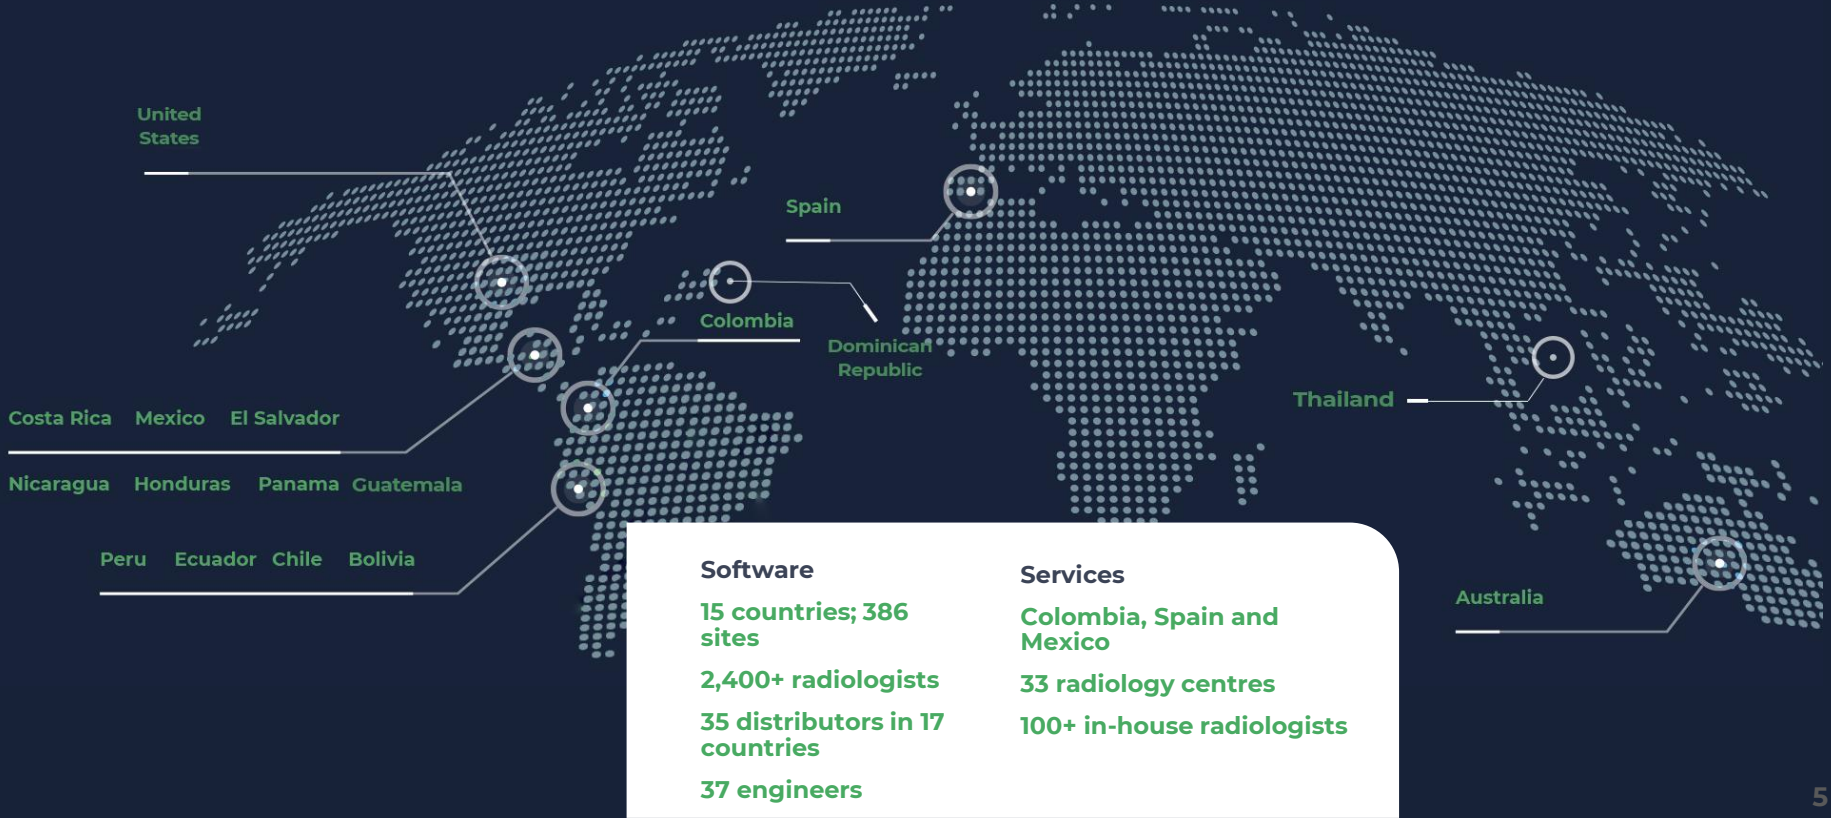 United
States
Spain
Colombia
Dominican
Republic
Thailand
Costa Rica Mexico El Salvador
Nicaragua Honduras Panama Guatemala
Peru Ecuador Chile Bolivia
Australia
Software
15 countries; 386
sites
2,400+ radiologists
35 distributors in 17
countries
37 engineers
Services
Colombia, Spain and
Mexico
33 radiology centres
100+ in-house radiologists
5